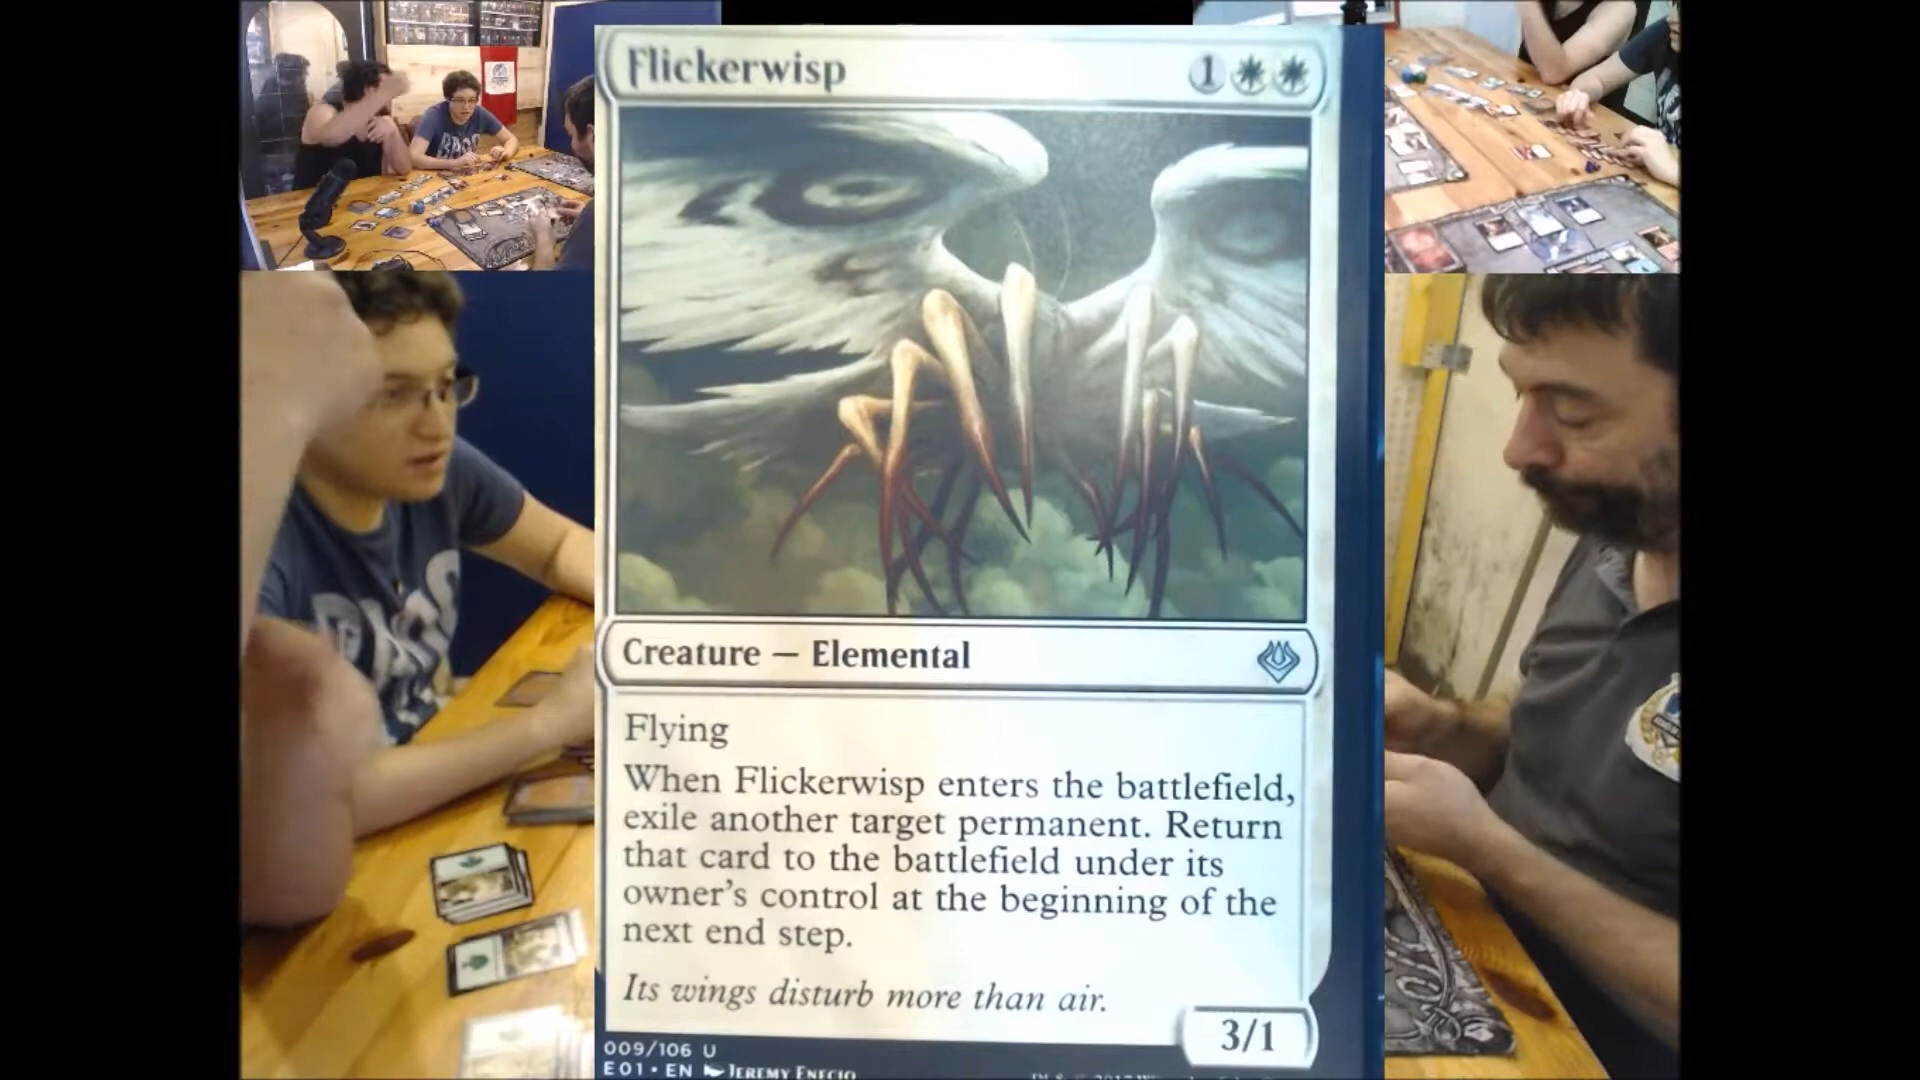 Flickerwisp 1
Creature — Elemental
Flying
When Flickerwisp enters the battlefield,
exile another target permanent. Return
that card to the battlefield under its
owner's control at the beginning of the
next end step.
Its wings disturb more than air.
3/1
009/106 U
E01 • EN JEREMY ENECIO